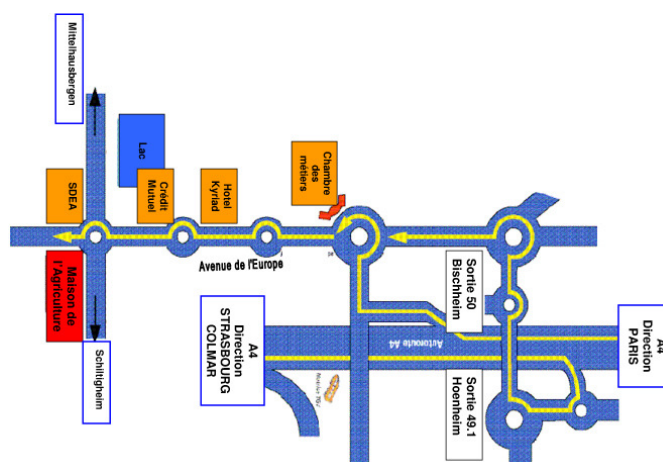 Mittelhausbergen
Lac
SDEA
Crédit
Mutuel
Hotel
Kyriad
Chambre
des
métiers
Avenue de l'Europe
Maison de
l'Agriculture
Schiltigheim
A4
Direction
STRASBOURG
COLMAR
Autoroute A4
Sortie 50
Bischheim
Sortie 49.1
Hoenheim
A4
Direction
PARIS